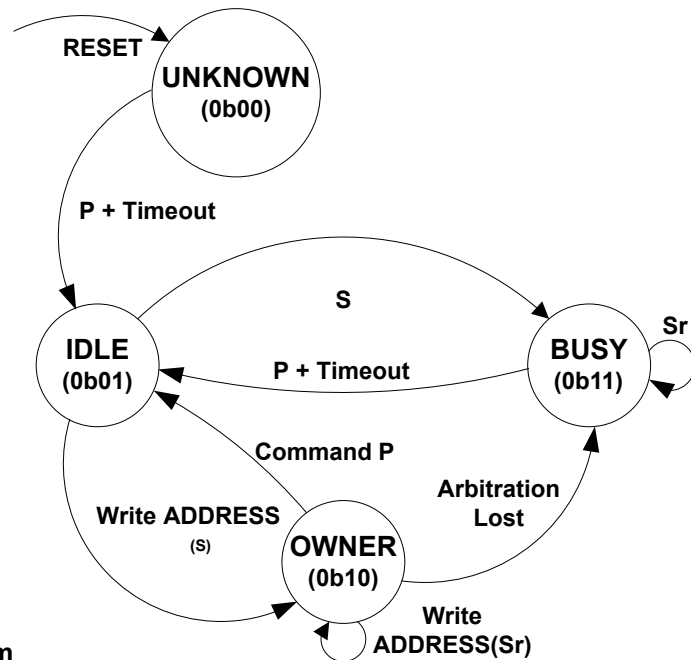 RESET
UNKNOWN
(0b00)
P + Timeout
S
IDLE
(0b01)
BUSY
(0b11)
Sr
P + Timeout
Command P
Arbitration
Lost
Write ADDRESS
(S)
OWNER
(0b10)
Write
ADDRESS(Sr)